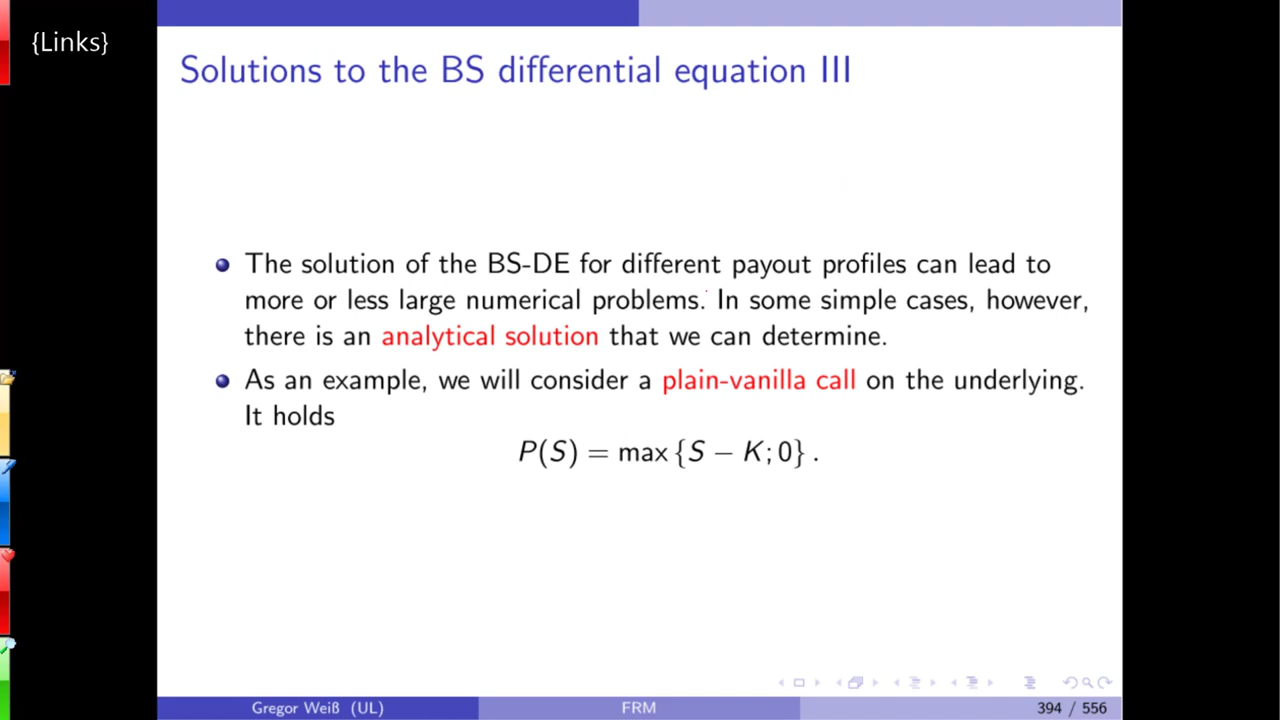 {Links}
Solutions to the BS differential equation III
The solution of the BS-DE for different payout profiles can lead to
more or less large numerical problems. In some simple cases, however,
there is an analytical solution that we can determine.
As an example, we will consider a plain-vanilla call on the underlying.
It holds
P(S) = max {S − K; 0} .
Gregor Weiß (UL) FRM 394 / 556